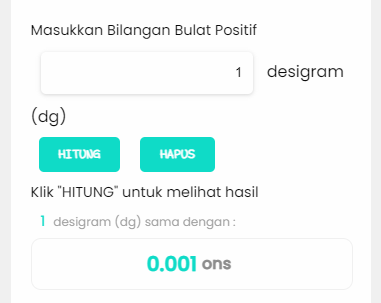 Masukkan Bilangan Bulat Positif
1 desigram
(dg)
HITUNG HAPUS
Klik "HITUNG" untuk melihat hasil
1 desigram (dg) sama dengan :
0.001 ons